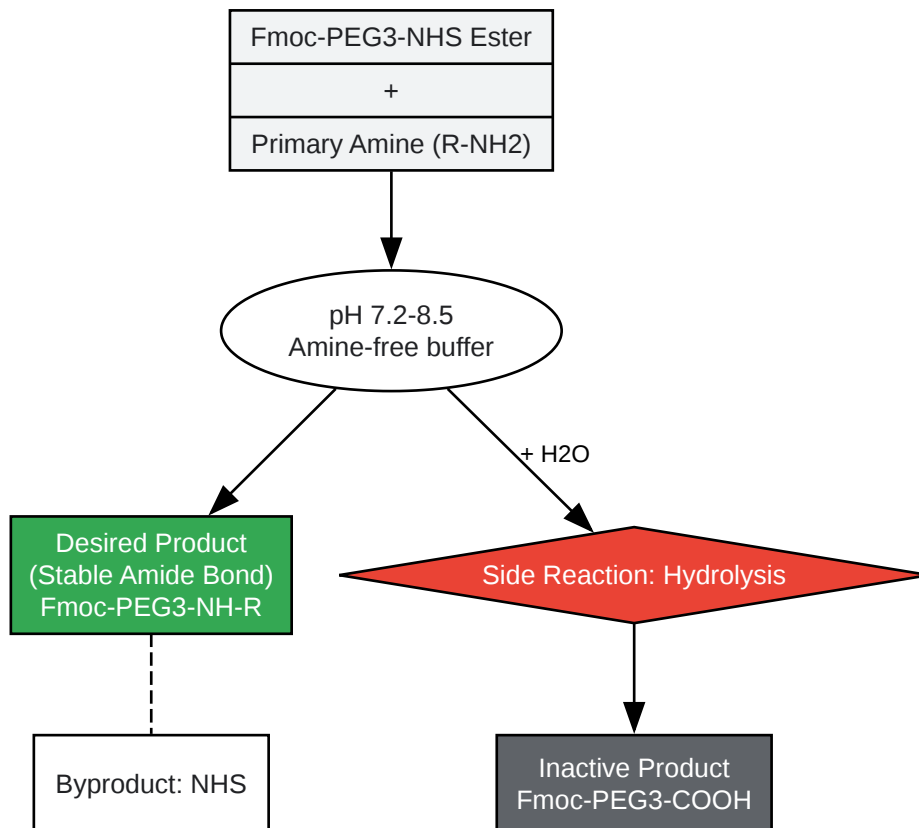 Fmoc-PEG3-NHS Ester
+
Primary Amine (R-NH2)
pH 7.2-8.5
Amine-free buffer
+ H2O
Desired Product
(Stable Amide Bond)
Fmoc-PEG3-NH-R
Side Reaction: Hydrolysis
Byproduct: NHS
Inactive Product
Fmoc-PEG3-COOH